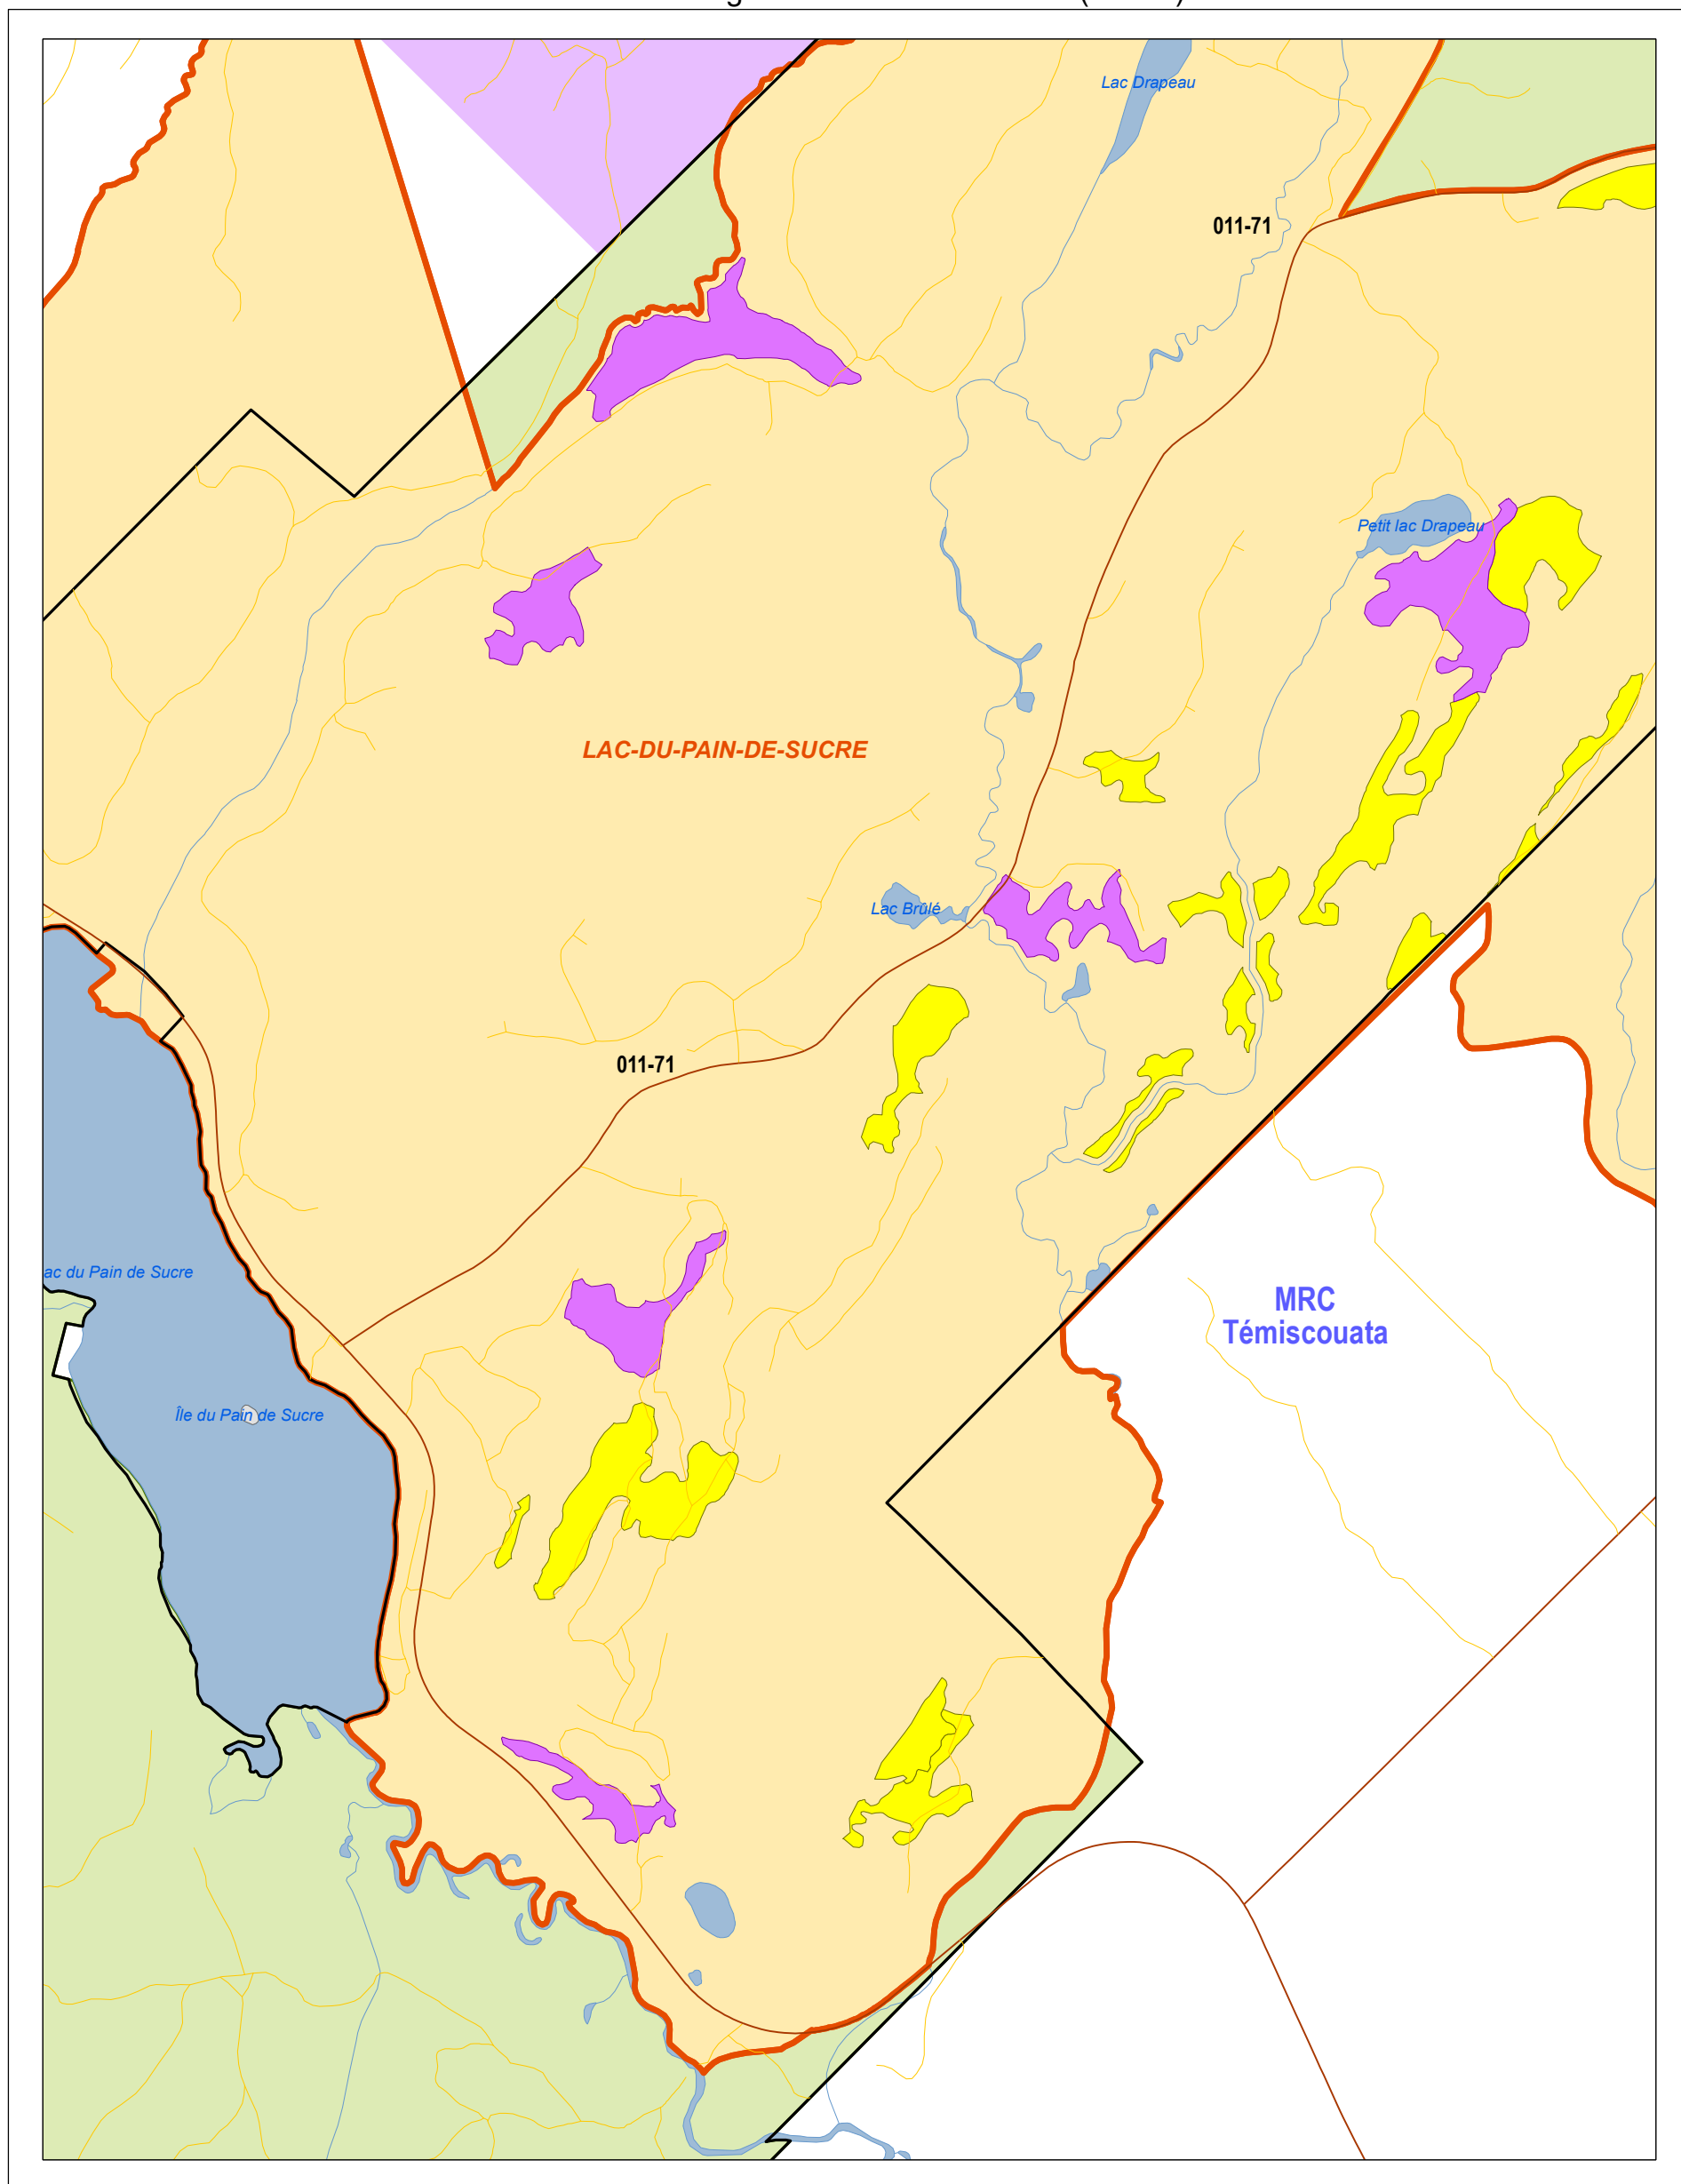 Lac Drapeau
011-71
Petit lac Drapeau
LAC-DU-PAIN-DE-SUCRE
Lac Brûlé
011-71
ac du Pain de Sucre
MRC
Témiscouata
Île du Pain de Sucre